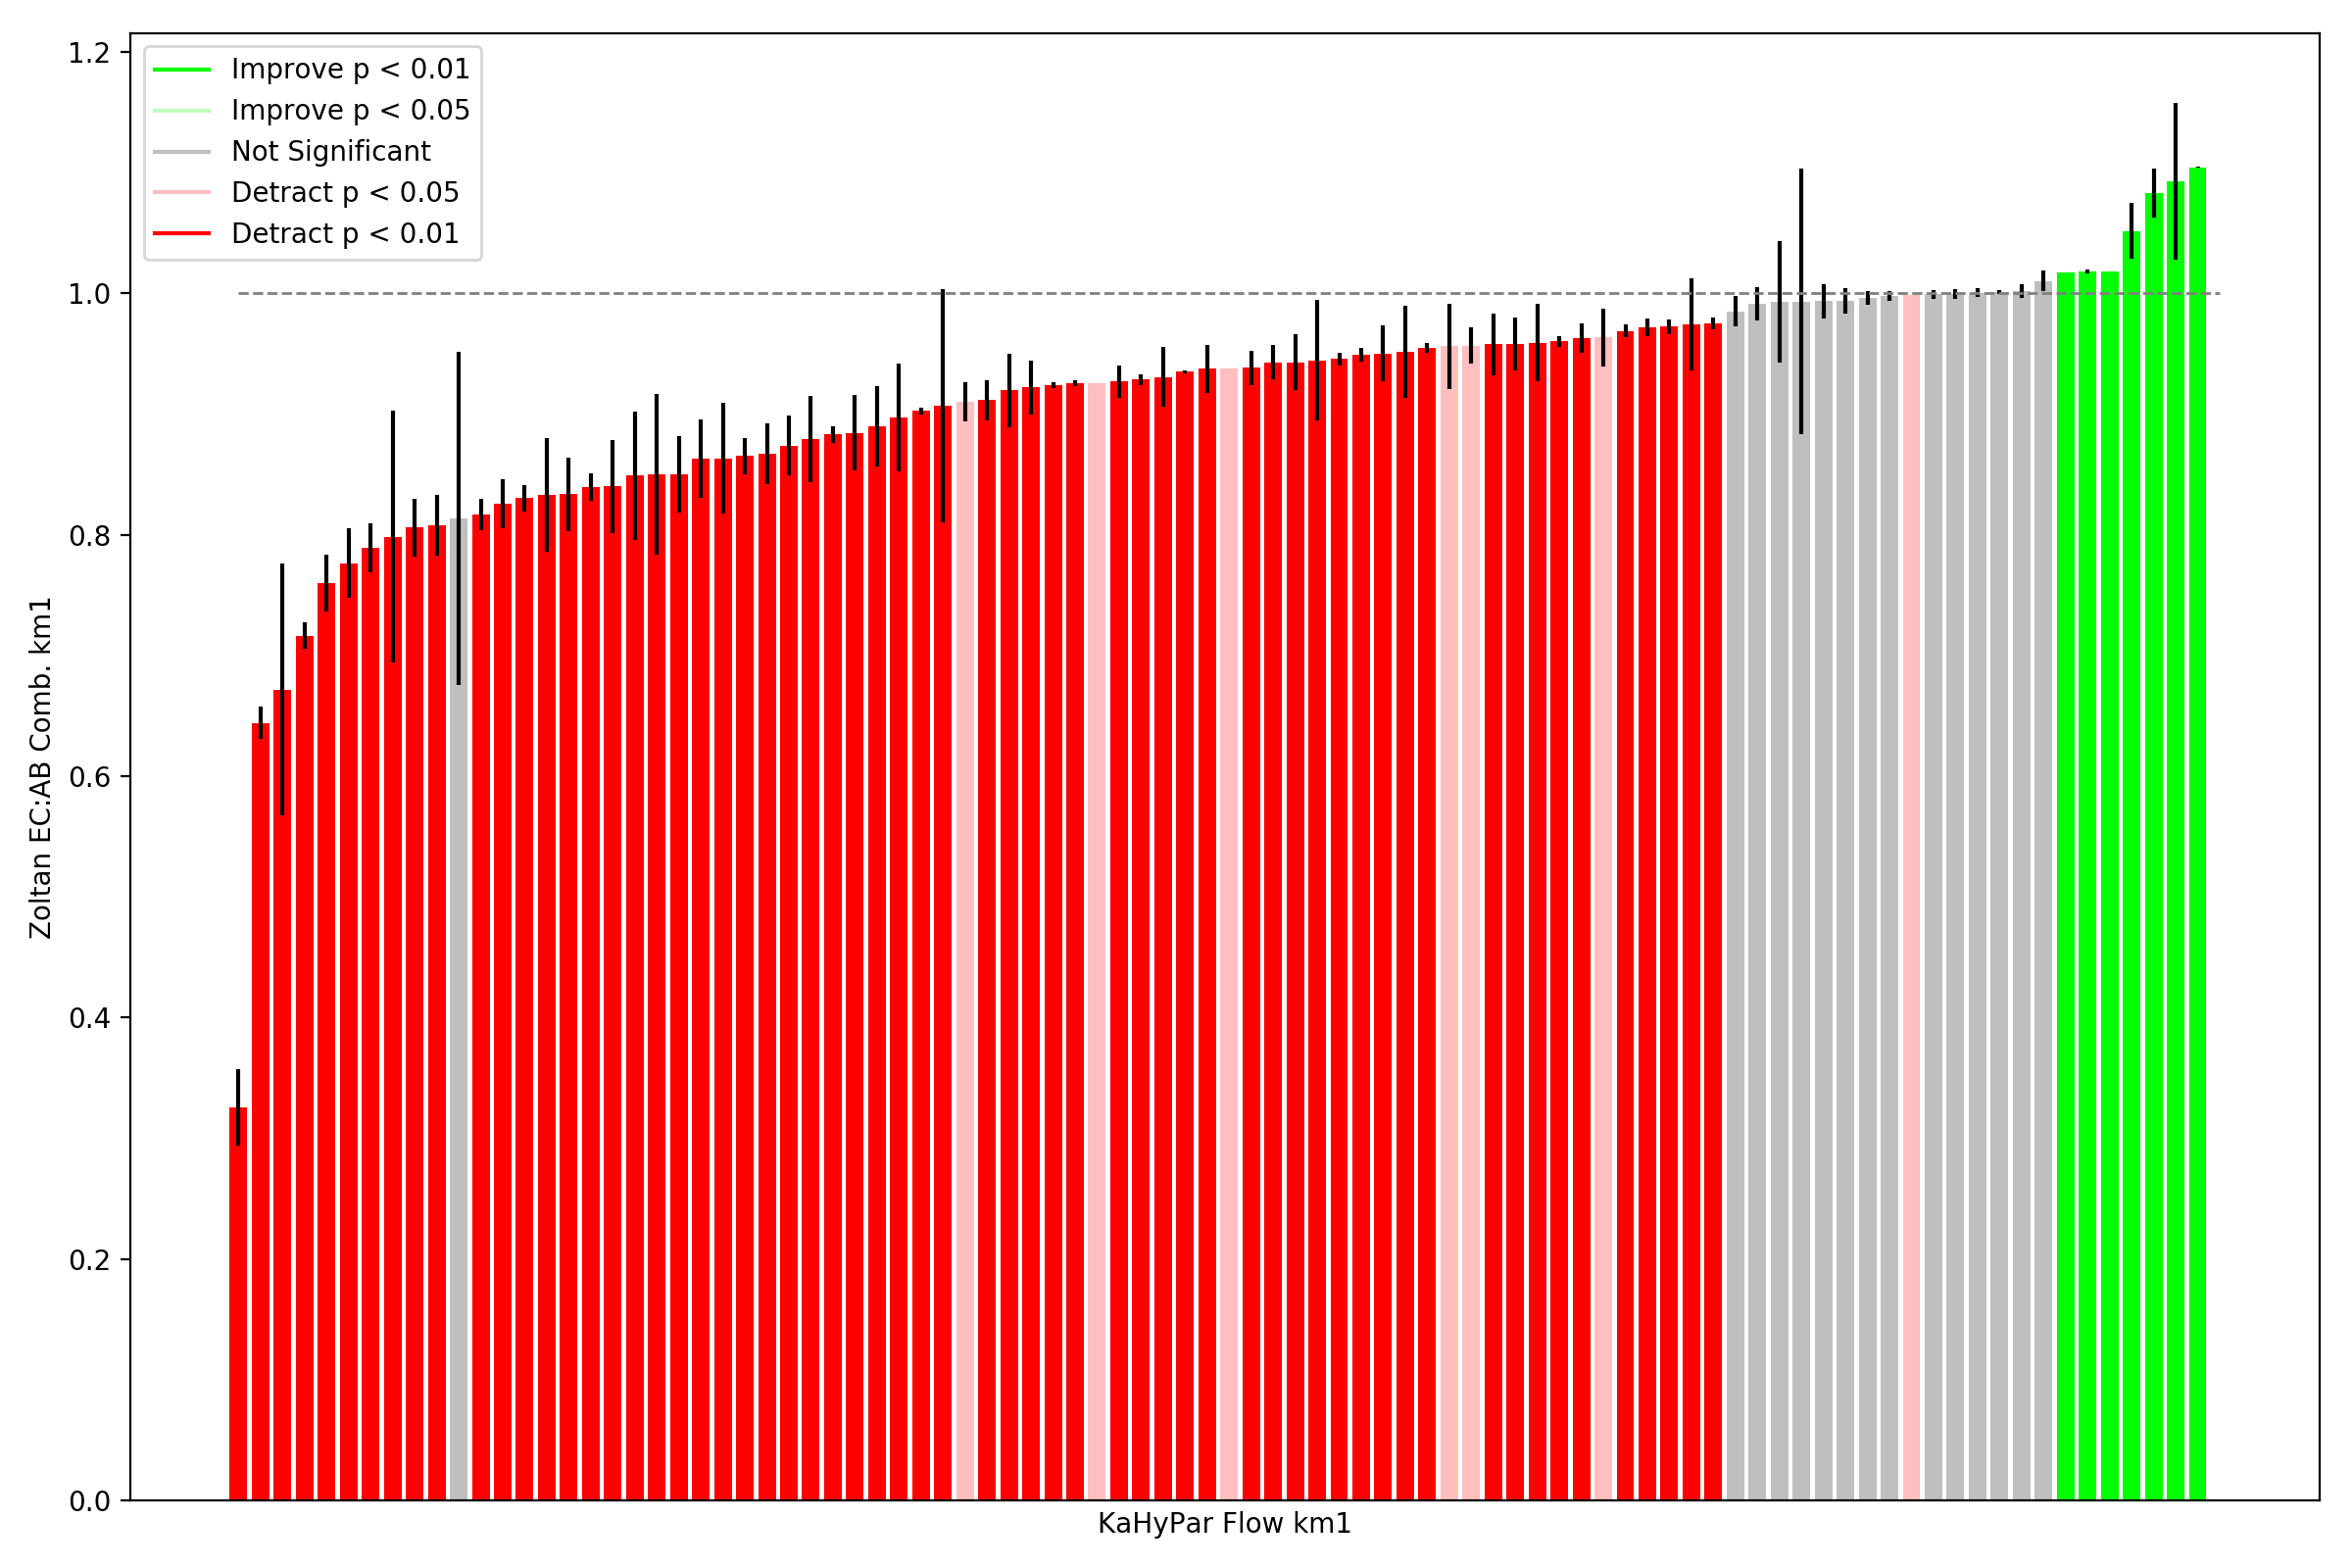 Improve p < 0.01
Improve p < 0.05
Not Significant
Detract p < 0.05
Detract p < 0.01
1.2
1.0
0.8
0.6
0.4
0.2
0.0
Zoltan EC:AB Comb. km1
KaHyPar Flow km1